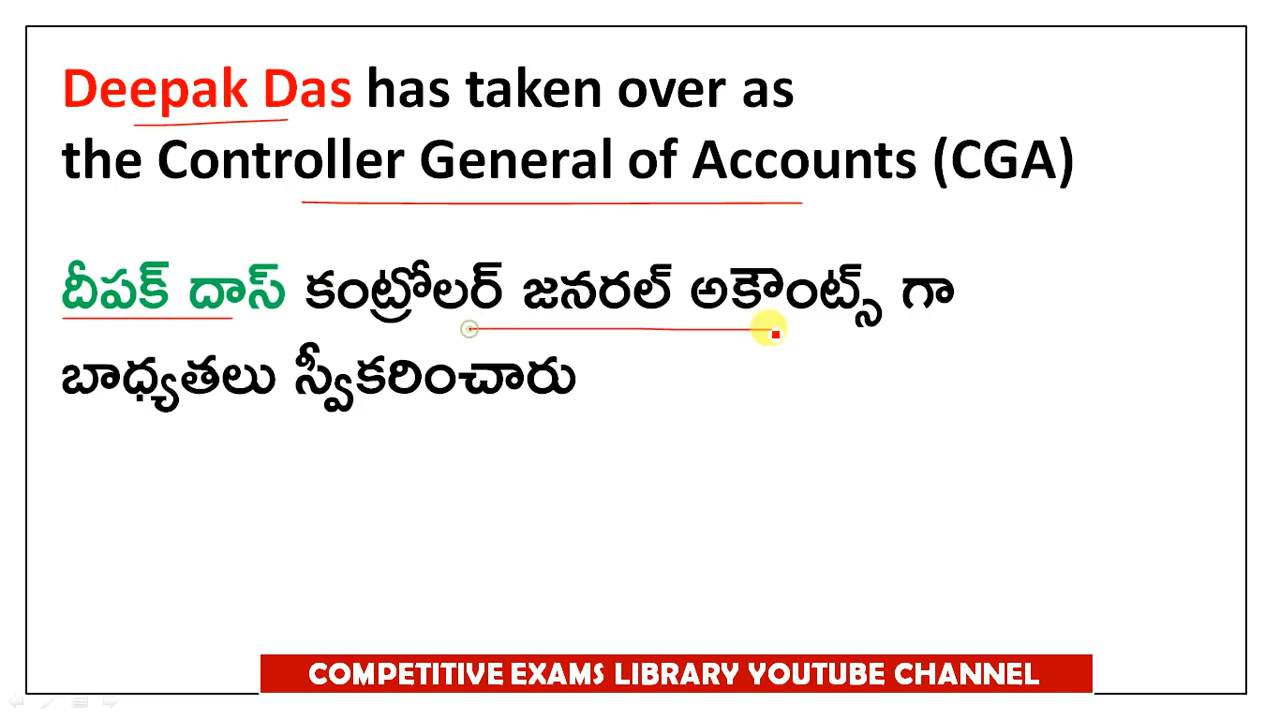 Deepak Das has taken over as
the Controller General of Accounts (CGA)
దీపక్ దాస్ కంట్రోలర్ జనరల్ అకౌంట్స్ గా
బాధ్యతలు స్వీకరించారు
COMPETITIVE EXAMS LIBRARY YOUTUBE CHANNEL